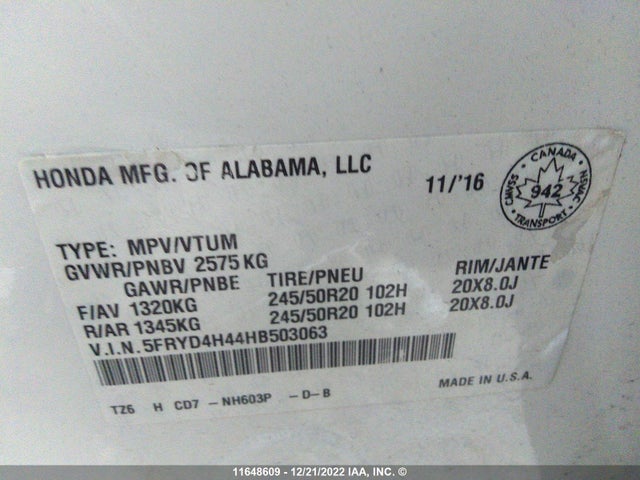 HONDA MFG. OF ALABAMA, LLC
11/'16
CANADA
CMVSS 942 NSVAC
TRANSPORT
TYPE: MPV/VTUM
GVWR/PNBV 2575 KG
GAWR/PNBE TIRE/PNEU RIM/JANTE
F/AV 1320KG 245/50R20 102H 20X8.0J
R/AR 1345KG 245/50R20 102H 20X8.0J
V.I.N. 5FRYD4H44HB503063
MADE IN U.S.A.
TZ6 H CD7 - NH603P - D - B
11648609 - 12/21/2022 IAA, INC. ©